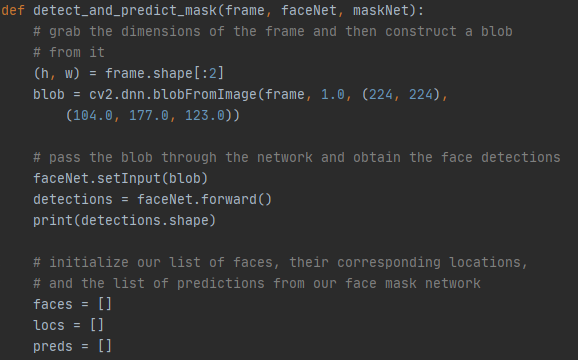 def detect_and_predict_mask(frame, faceNet, maskNet):
    # grab the dimensions of the frame and then construct a blob
    # from it
    (h, w) = frame.shape[:2]
    blob = cv2.dnn.blobFromImage(frame, 1.0, (224, 224),
        (104.0, 177.0, 123.0))

    # pass the blob through the network and obtain the face detections
    faceNet.setInput(blob)
    detections = faceNet.forward()
    print(detections.shape)

    # initialize our list of faces, their corresponding locations,
    # and the list of predictions from our face mask network
    faces = []
    locs = []
    preds = []